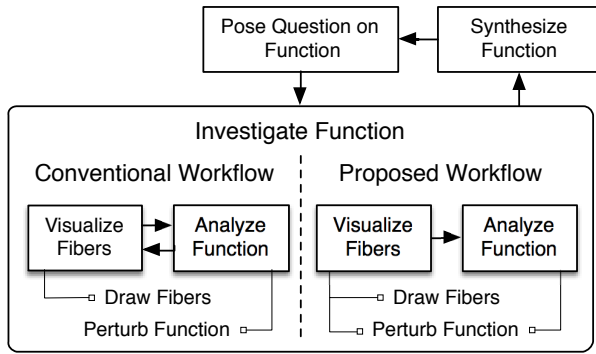 Pose Question on
Function
Synthesize
Function
Investigate Function
Conventional Workflow
Visualize
Fibers
Analyze
Function
Draw Fibers
Perturb Function
Proposed Workflow
Visualize
Fibers
Analyze
Function
Draw Fibers
Perturb Function